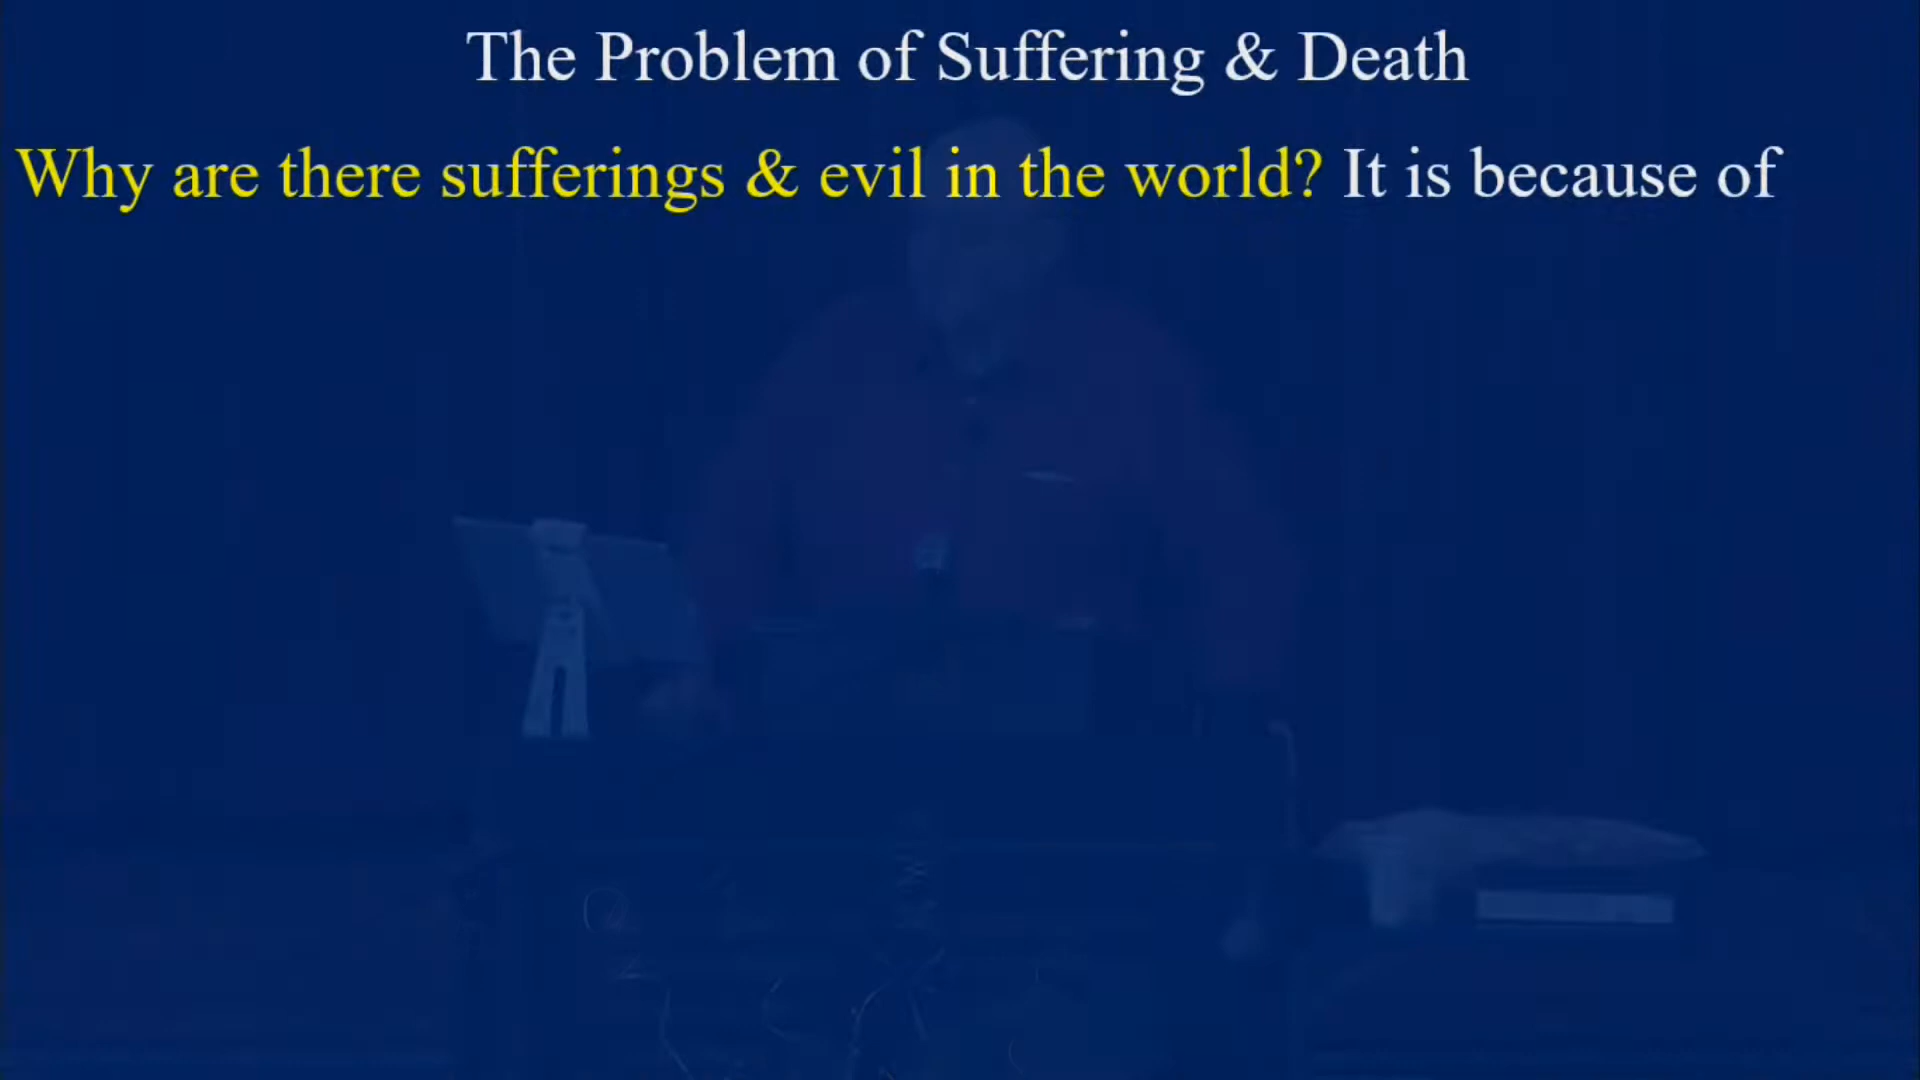 The Problem of Suffering & Death
Why are there sufferings & evil in the world? It is because of